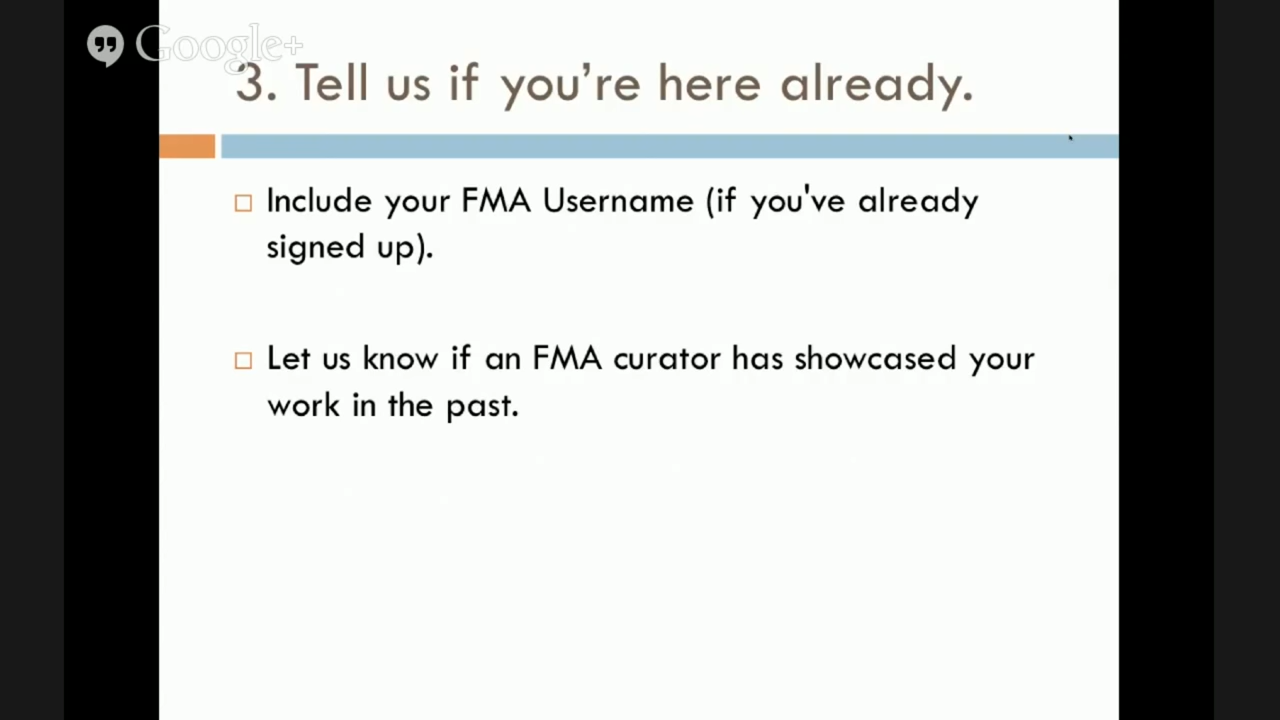 Google+
3. Tell us if you’re here already.
Include your FMA Username (if you've already
signed up).
Let us know if an FMA curator has showcased your
work in the past.